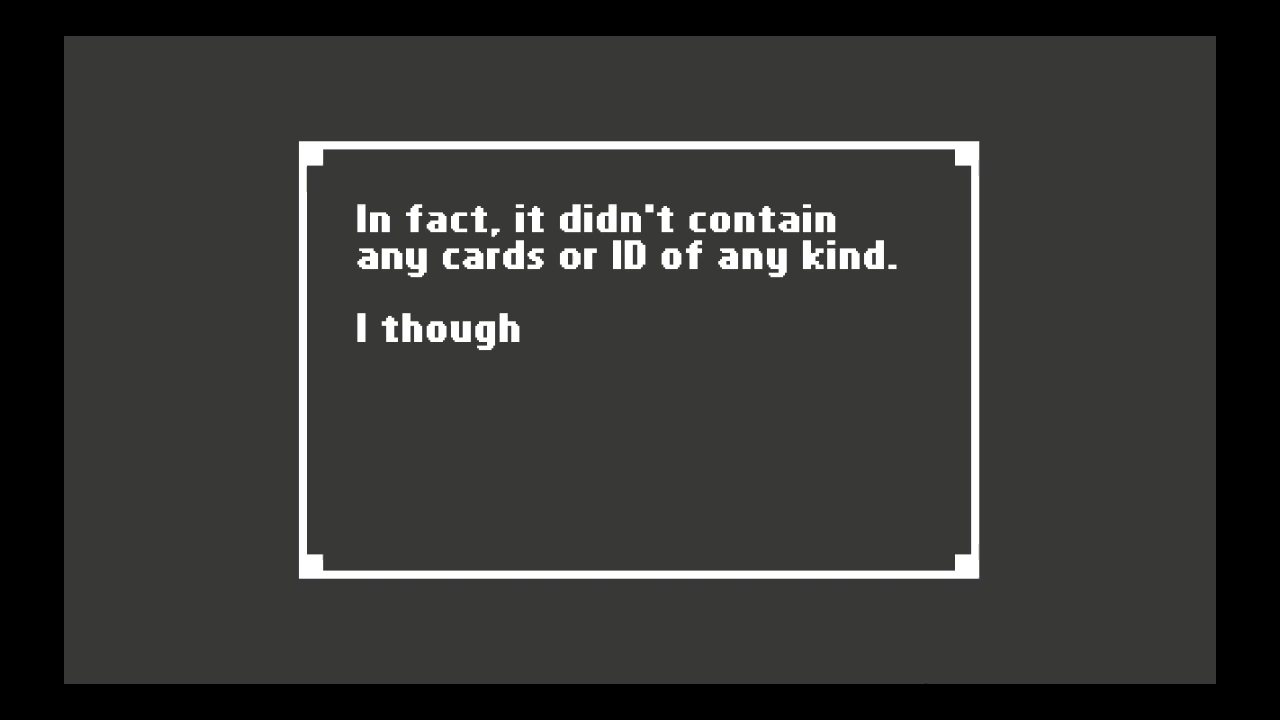 In fact, it didn't contain
any cards or ID of any kind.
I though